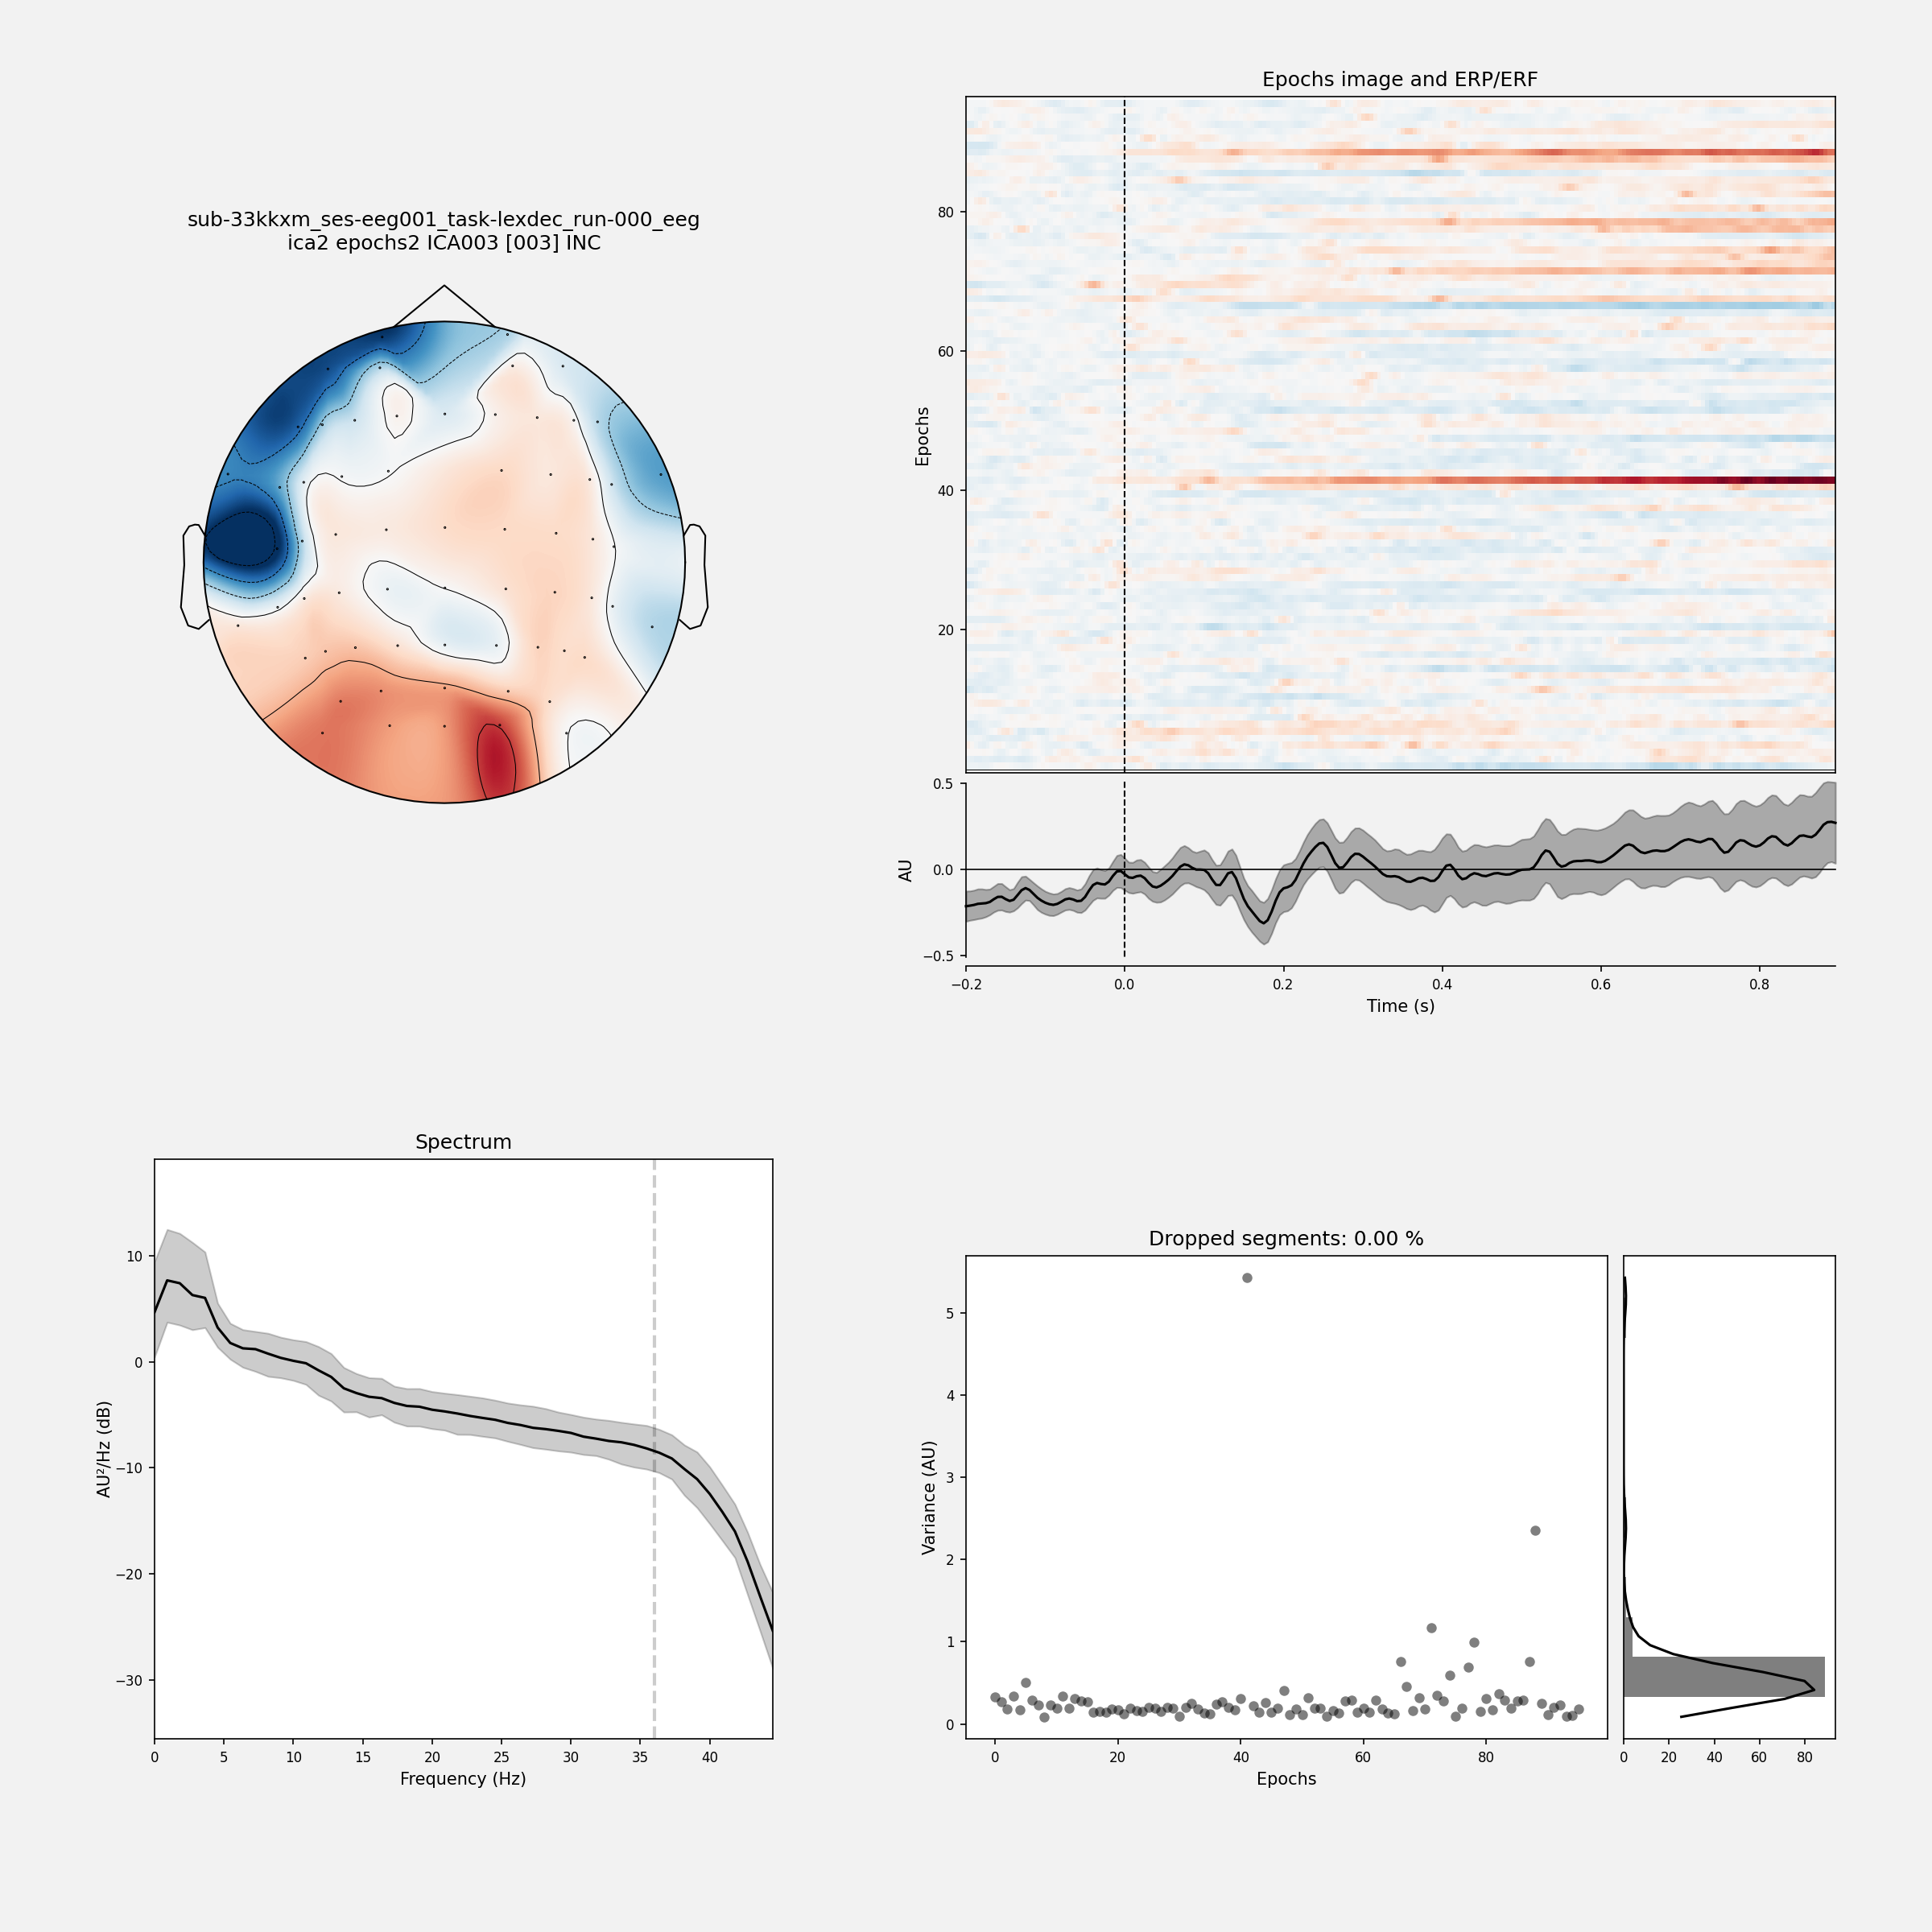 sub-33kkxm_ses-eeg001_task-lexdec_run-000_eeg
ica2 epochs2 ICA003 [003] INC
Epochs image and ERP/ERF
Epochs
80
60
40
20
0.5
0.0
−0.5
AU
−0.2 0.0 0.2 0.4 0.6 0.8
Time (s)
Spectrum
AU²/Hz (dB)
10
0
−10
−20
−30
0 5 10 15 20 25 30 35 40
Frequency (Hz)
Dropped segments: 0.00 %
Variance (AU)
5
4
3
2
1
0
0 20 40 60 80
Epochs
0 20 40 60 80